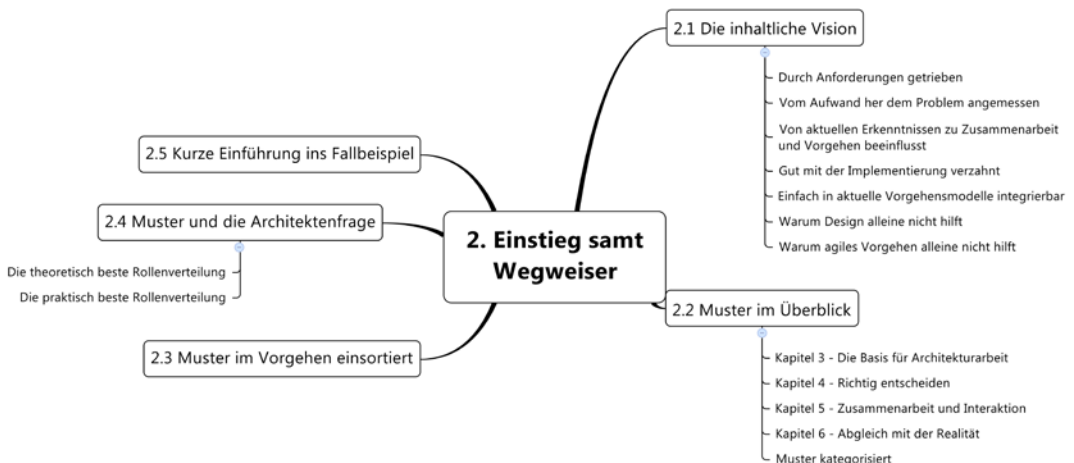 2. Einstieg samt
Wegweiser
2.1 Die inhaltliche Vision
Durch Anforderungen getrieben
Vom Aufwand her dem Problem angemessen
Von aktuellen Erkenntnissen zu Zusammenarbeit
und Vorgehen beeinflusst
Gut mit der Implementierung verzahnt
Einfach in aktuelle Vorgehensmodelle integrierbar
Warum Design alleine nicht hilft
Warum agiles Vorgehen alleine nicht hilft
2.2 Muster im Überblick
Kapitel 3 - Die Basis für Architekturarbeit
Kapitel 4 - Richtig entscheiden
Kapitel 5 - Zusammenarbeit und Interaktion
Kapitel 6 - Abgleich mit der Realität
Muster kategorisiert
2.3 Muster im Vorgehen einsortiert
2.4 Muster und die Architektenfrage
Die theoretisch beste Rollenverteilung
Die praktisch beste Rollenverteilung
2.5 Kurze Einführung ins Fallbeispiel